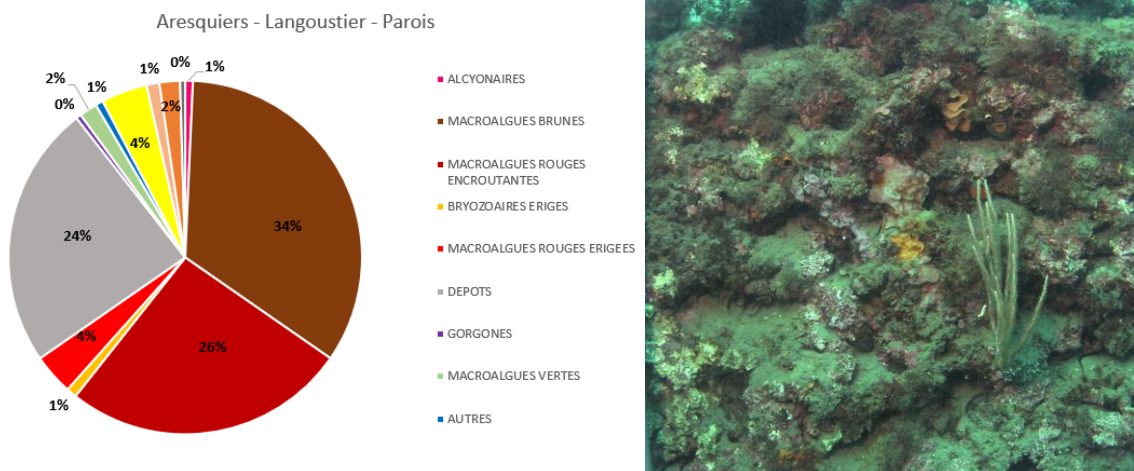 Aresquiers - Langoustier - Parois
0%
1%
1%
2%
1%
0%
2%
4%
34%
24%
26%
4%
1%
ALCYONAIRES
MACROALGUES BRUNES
MACROALGUES ROUGES
ENCROUTANTES
BRYOZOAIRES ERIGES
MACROALGUES ROUGES ERIGEES
DEPOTS
GORGONES
MACROALGUES VERTES
AUTRES